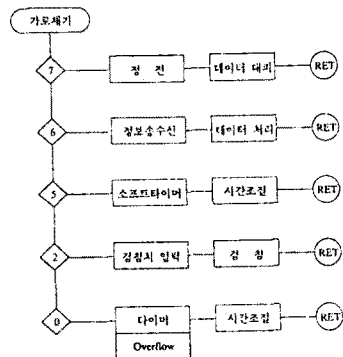 가로채기
7 정 전 데이터 대피 RET
6 정보송수신 데이터 처리 RET
5 소프트타이머 시간조절 RET
2 검침치 입력 검 침 RET
0 타이머 시간조절 RET
Overflow